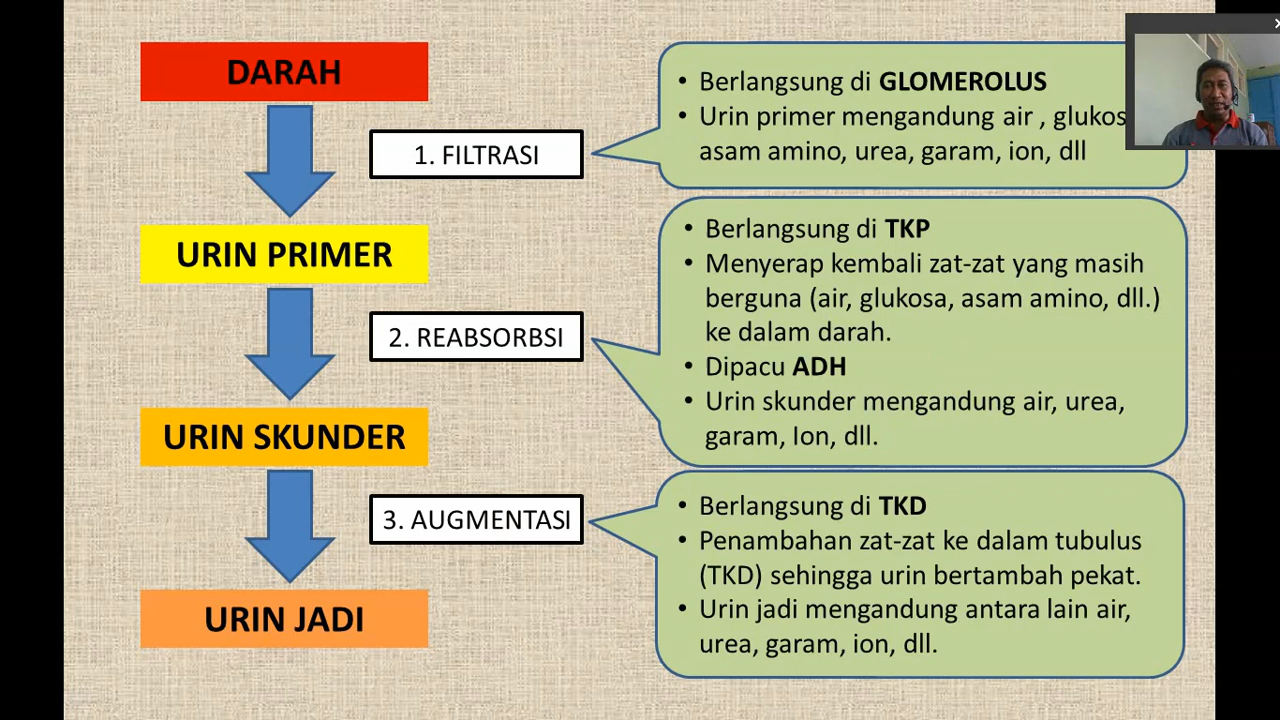 DARAH
1. FILTRASI
• Berlangsung di GLOMEROLUS
• Urin primer mengandung air , glukos
asam amino, urea, garam, ion, dll
URIN PRIMER
2. REABSORBSI
• Berlangsung di TKP
• Menyerap kembali zat-zat yang masih
berguna (air, glukosa, asam amino, dll.)
ke dalam darah.
• Dipacu ADH
• Urin skunder mengandung air, urea,
garam, Ion, dll.
URIN SKUNDER
3. AUGMENTASI
• Berlangsung di TKD
• Penambahan zat-zat ke dalam tubulus
(TKD) sehingga urin bertambah pekat.
• Urin jadi mengandung antara lain air,
urea, garam, ion, dll.
URIN JADI